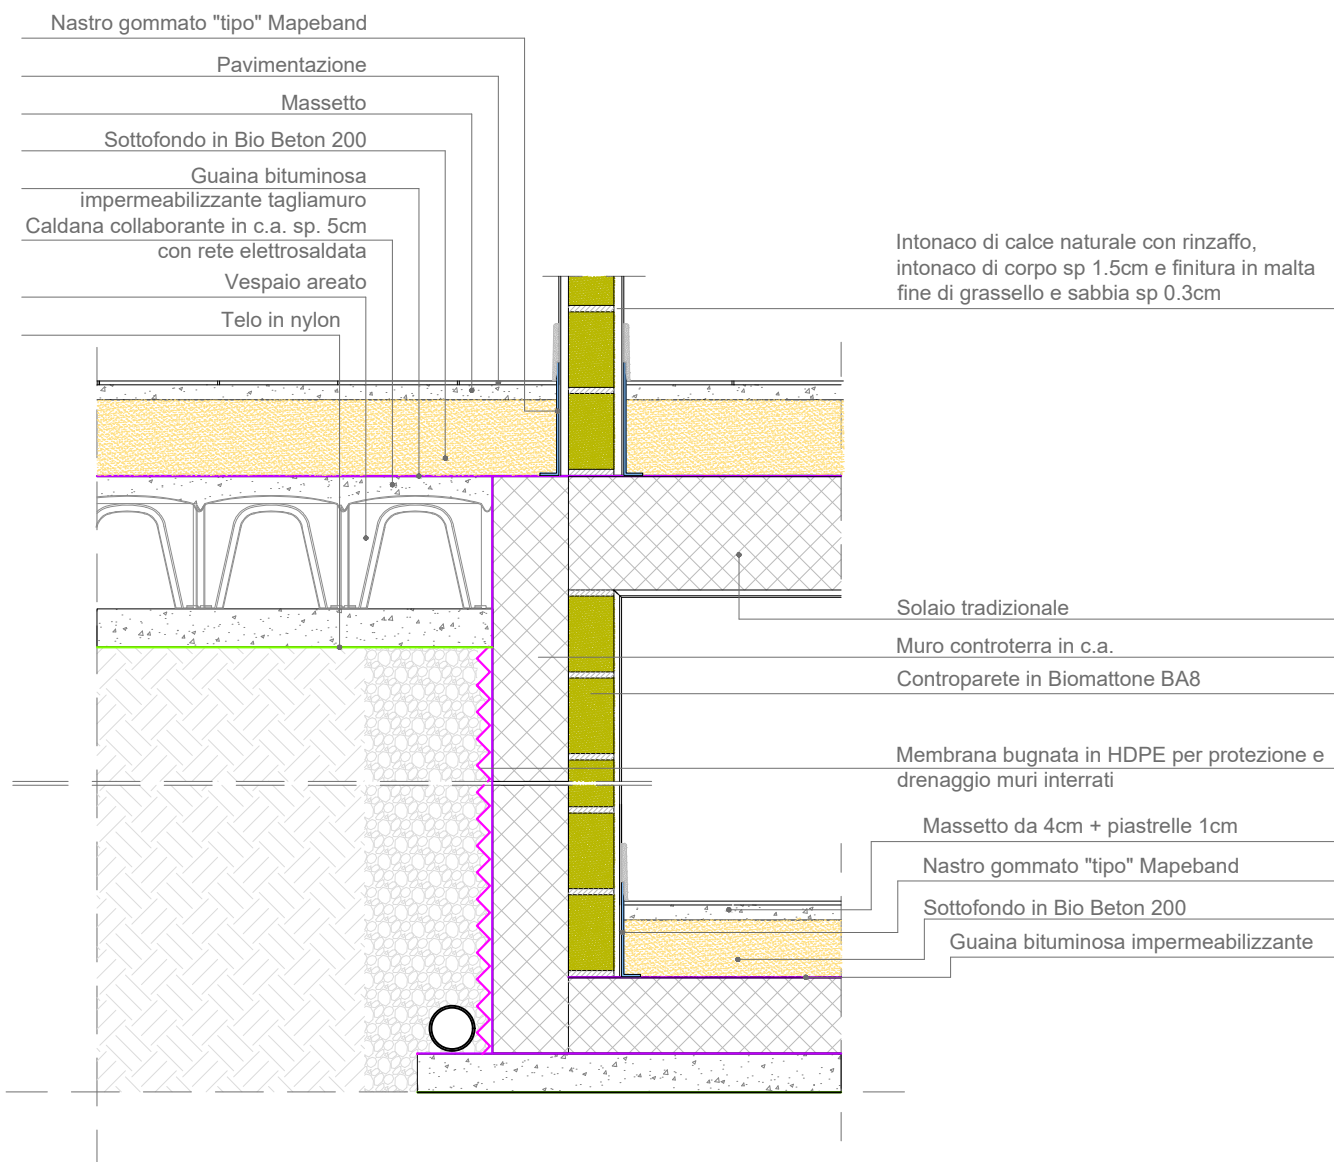 Nastro gommato "tipo" Mapeband
Pavimentazione
Massetto
Sottofondo in Bio Beton 200
Guaina bituminosa
impermeabilizzante tagliamuro
Caldana collaborante in c.a. sp. 5cm
con rete elettrosaldata
Vespaio areato
Telo in nylon
Intonaco di calce naturale con rinzaffo,
intonaco di corpo sp 1.5cm e finitura in malta
fine di grassello e sabbia sp 0.3cm
Solaio tradizionale
Muro controterra in c.a.
Controparete in Biomattone BA8
Membrana bugnata in HDPE per protezione e
drenaggio muri interrati
Massetto da 4cm + piastrelle 1cm
Nastro gommato "tipo" Mapeband
Sottofondo in Bio Beton 200
Guaina bituminosa impermeabilizzante